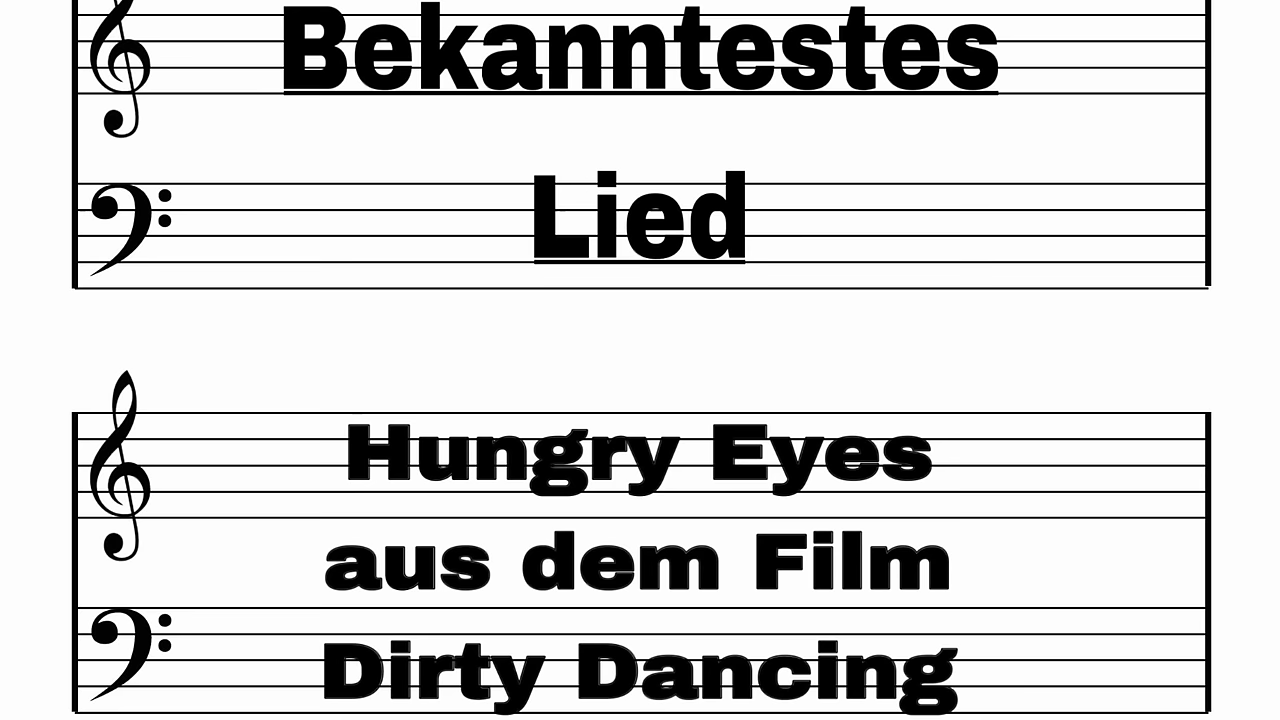 Bekanntestes
Lied
Hungry Eyes
aus dem Film
Dirty Dancing